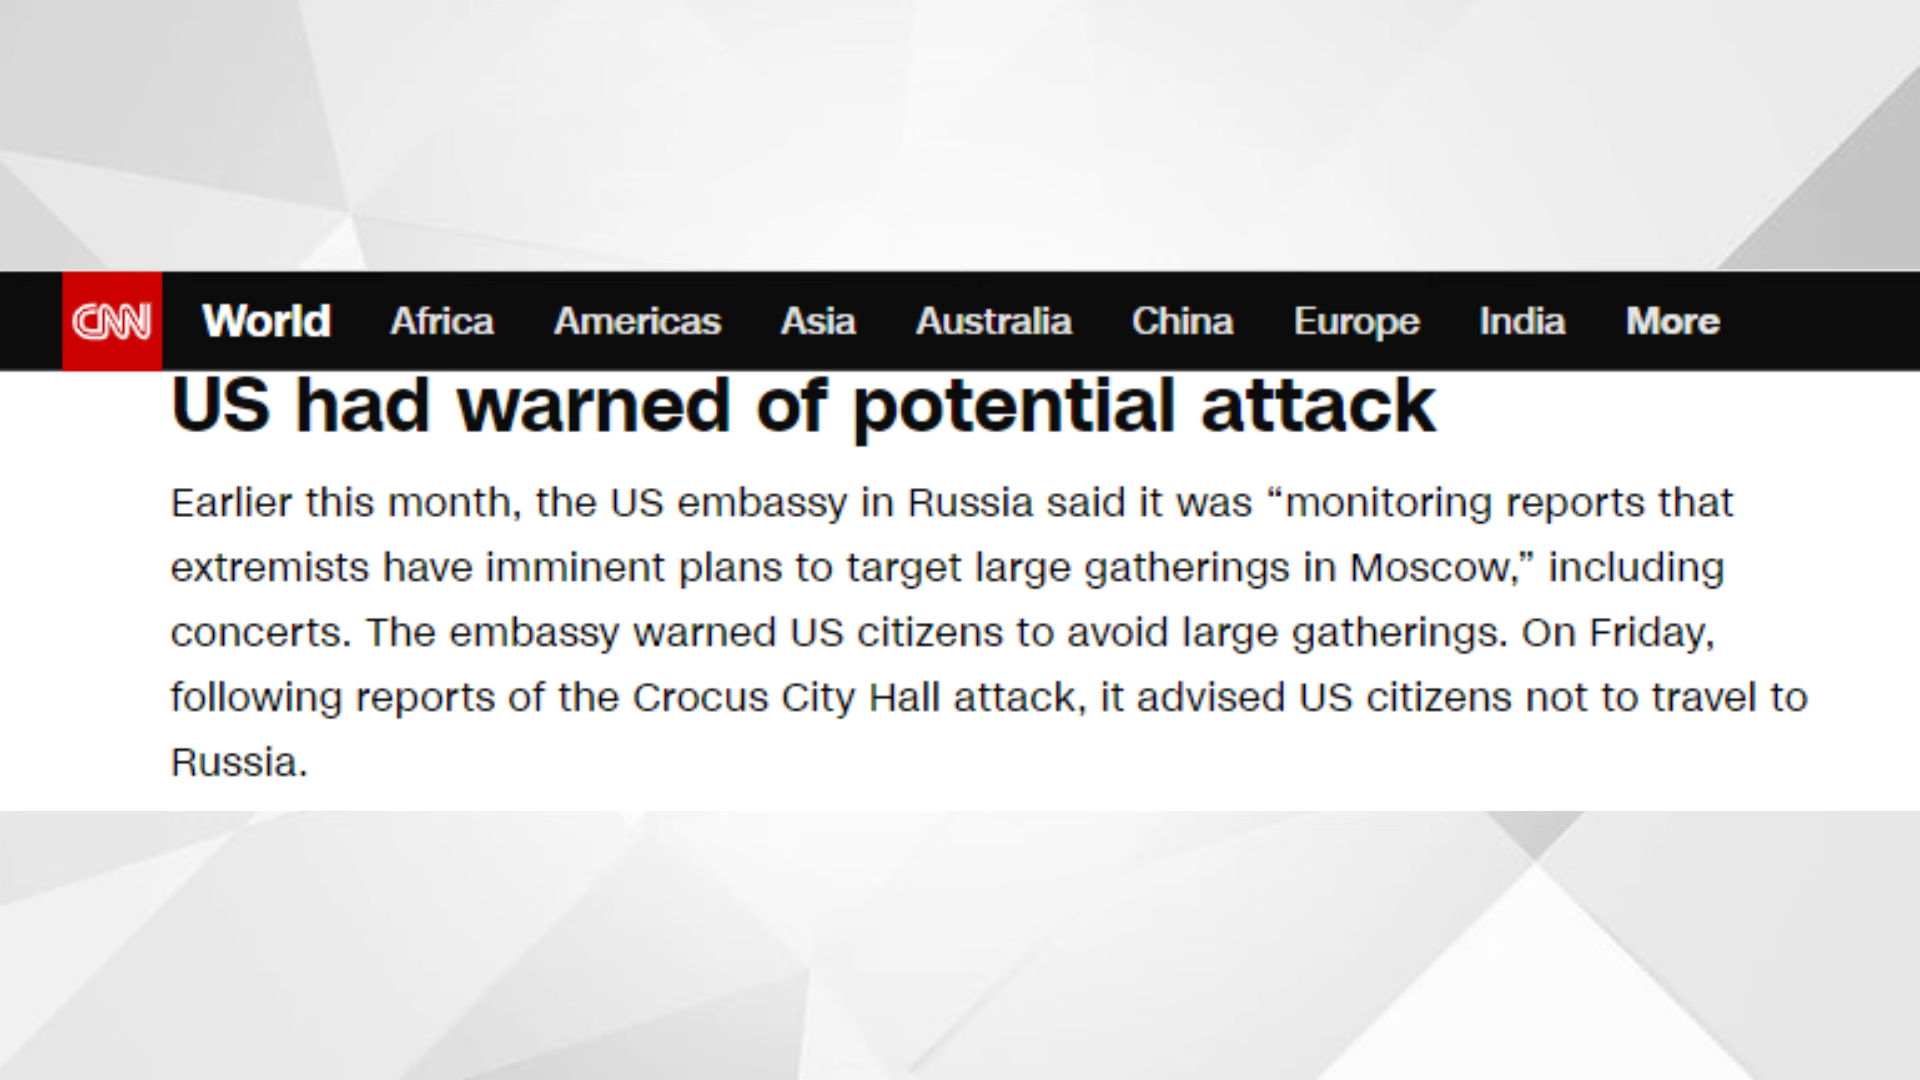 CNN World Africa Americas Asia Australia China Europe India More
US had warned of potential attack
Earlier this month, the US embassy in Russia said it was “monitoring reports that
extremists have imminent plans to target large gatherings in Moscow,” including
concerts. The embassy warned US citizens to avoid large gatherings. On Friday,
following reports of the Crocus City Hall attack, it advised US citizens not to travel to
Russia.